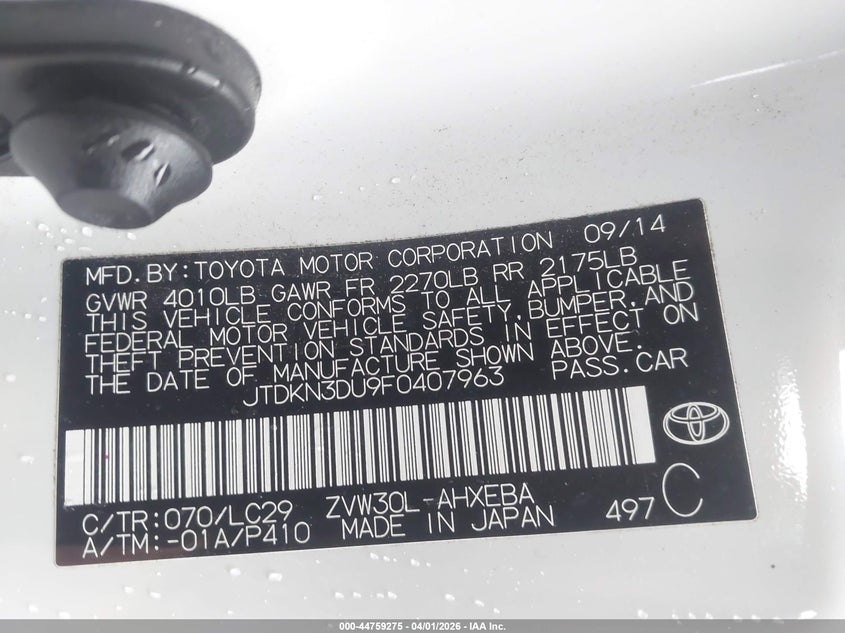 MFD. BY: TOYOTA MOTOR CORPORATION 09/14
GVWR 4010LB GAWR FR 2270LB RR 2175LB
THIS VEHICLE CONFORMS TO ALL APPLICABLE
FEDERAL MOTOR VEHICLE SAFETY, BUMPER, AND
THEFT PREVENTION STANDARDS IN EFFECT ON
THE DATE OF MANUFACTURE SHOWN ABOVE.
JTDKN3DU9F0407963 PASS. CAR
C/TR: 070/LC29 ZVW30L-AHXEBA 497 C
A/TM: -01A/P410 MADE IN JAPAN
000-44759275 | 04/01/2026 - IAA Inc.